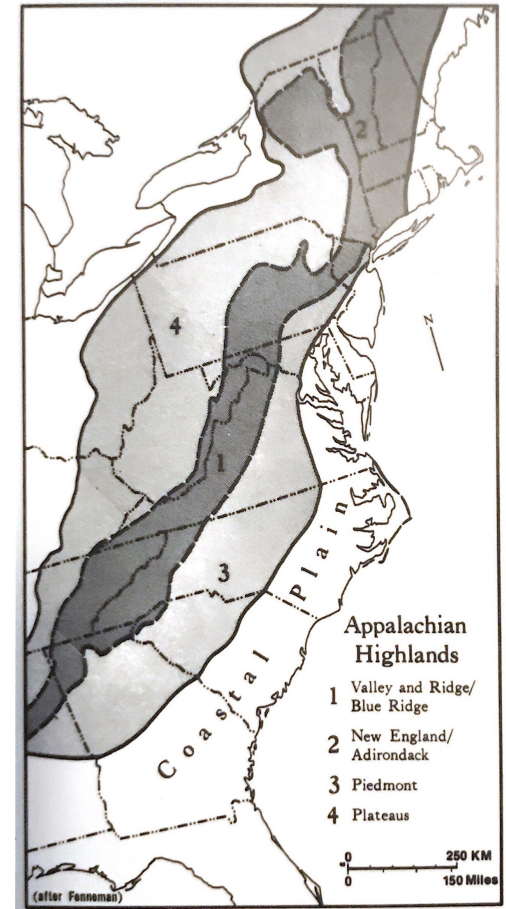 2
4
1
3
Coastal Plain
N
Appalachian
Highlands
1 Valley and Ridge/
Blue Ridge
2 New England/
Adirondack
3 Piedmont
4 Plateaus
0 250 KM
0 150 Miles
(after Fenneman)